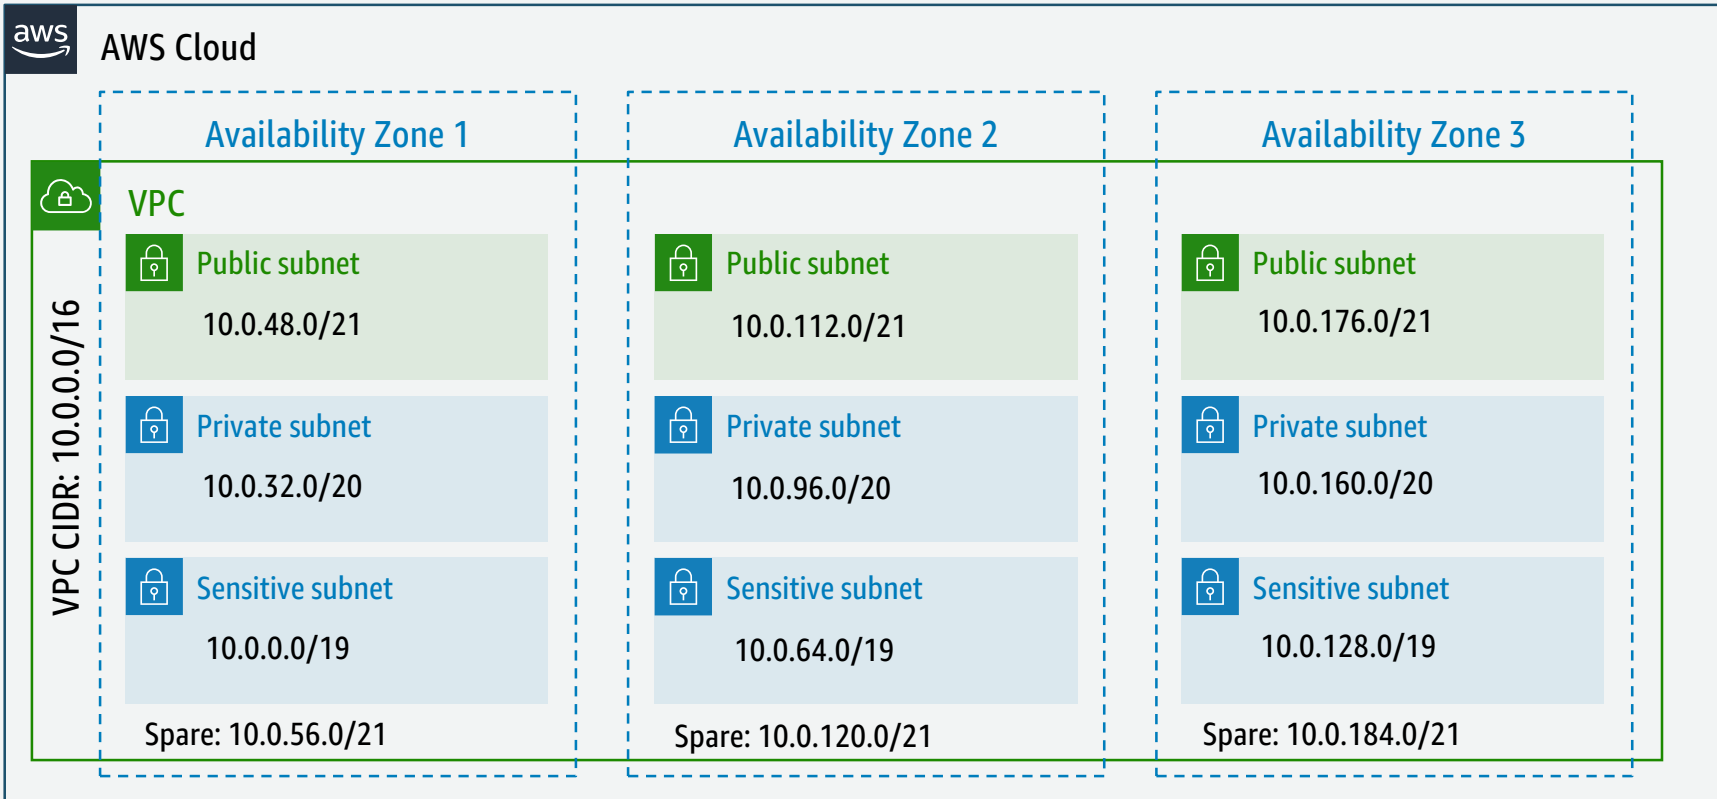 aws
AWS Cloud
Availability Zone 1
Availability Zone 2
Availability Zone 3
VPC CIDR: 10.0.0.0/16
VPC
Public subnet
10.0.48.0/21
Public subnet
10.0.112.0/21
Public subnet
10.0.176.0/21
Private subnet
10.0.32.0/20
Private subnet
10.0.96.0/20
Private subnet
10.0.160.0/20
Sensitive subnet
10.0.0.0/19
Sensitive subnet
10.0.64.0/19
Sensitive subnet
10.0.128.0/19
Spare: 10.0.56.0/21
Spare: 10.0.120.0/21
Spare: 10.0.184.0/21